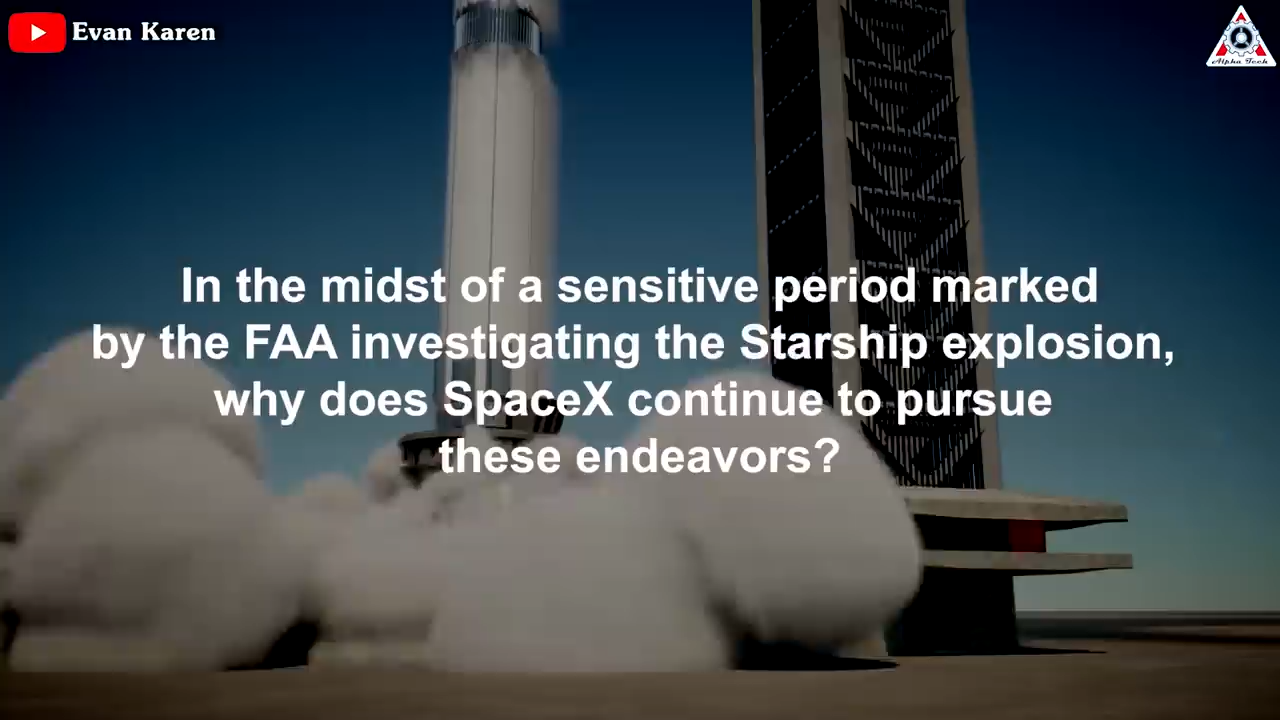 Evan Karen
Alpha Tech
In the midst of a sensitive period marked
by the FAA investigating the Starship explosion,
why does SpaceX continue to pursue
these endeavors?